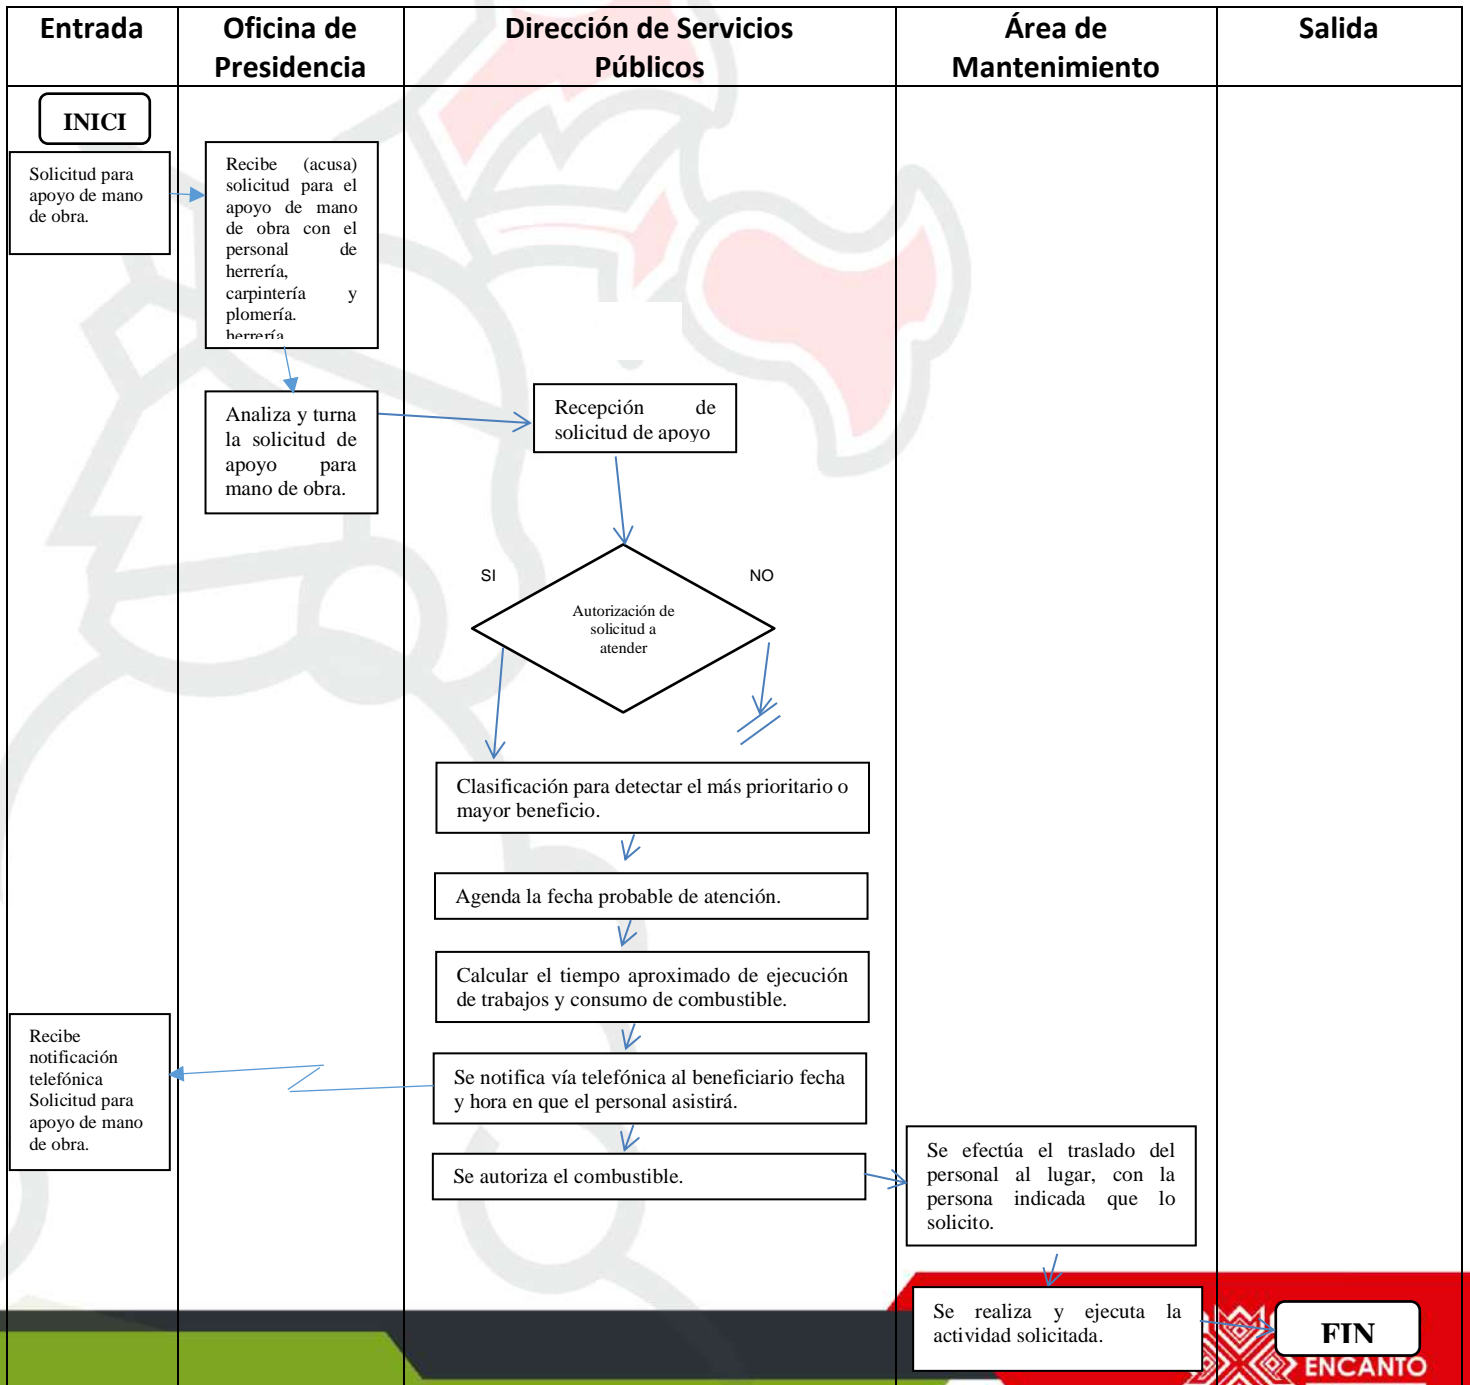 Entrada
Oficina de
Presidencia
Dirección de Servicios
Públicos
Área de
Mantenimiento
Salida
INICI
Solicitud para
apoyo de mano
de obra.
Recibe (acusa)
solicitud para el
apoyo de mano
de obra con el
personal de
herrería,
carpintería y
plomería.
herrería
Analiza y turna
la solicitud de
apoyo para
mano de obra.
Recepción de
solicitud de apoyo
SI
NO
Autorización de
solicitud a
atender
Clasificación para detectar el más prioritario o
mayor beneficio.
Agenda la fecha probable de atención.
Calcular el tiempo aproximado de ejecución
de trabajos y consumo de combustible.
Recibe
notificación
telefónica
Solicitud para
apoyo de mano
de obra.
Se notifica vía telefónica al beneficiario fecha
y hora en que el personal asistirá.
Se autoriza el combustible.
Se efectúa el traslado del
personal al lugar, con la
persona indicada que lo
solicito.
Se realiza y ejecuta la
actividad solicitada.
FIN
ENCANTO